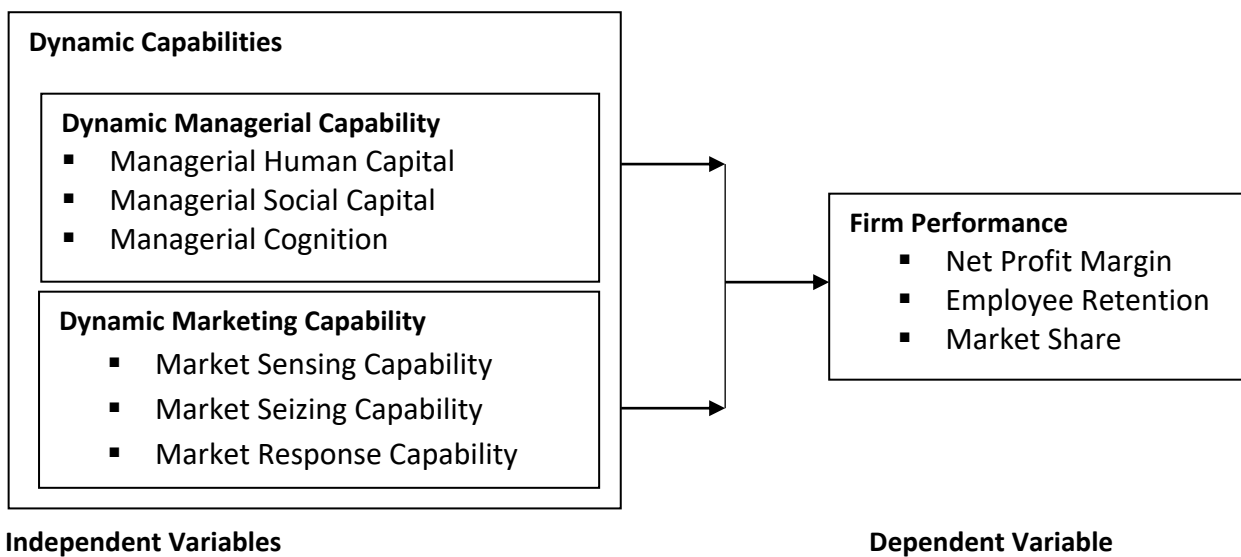 Dynamic Capabilities
Dynamic Managerial Capability
▪ Managerial Human Capital
▪ Managerial Social Capital
▪ Managerial Cognition
Dynamic Marketing Capability
▪ Market Sensing Capability
▪ Market Seizing Capability
▪ Market Response Capability
Firm Performance
▪ Net Profit Margin
▪ Employee Retention
▪ Market Share
Independent Variables
Dependent Variable